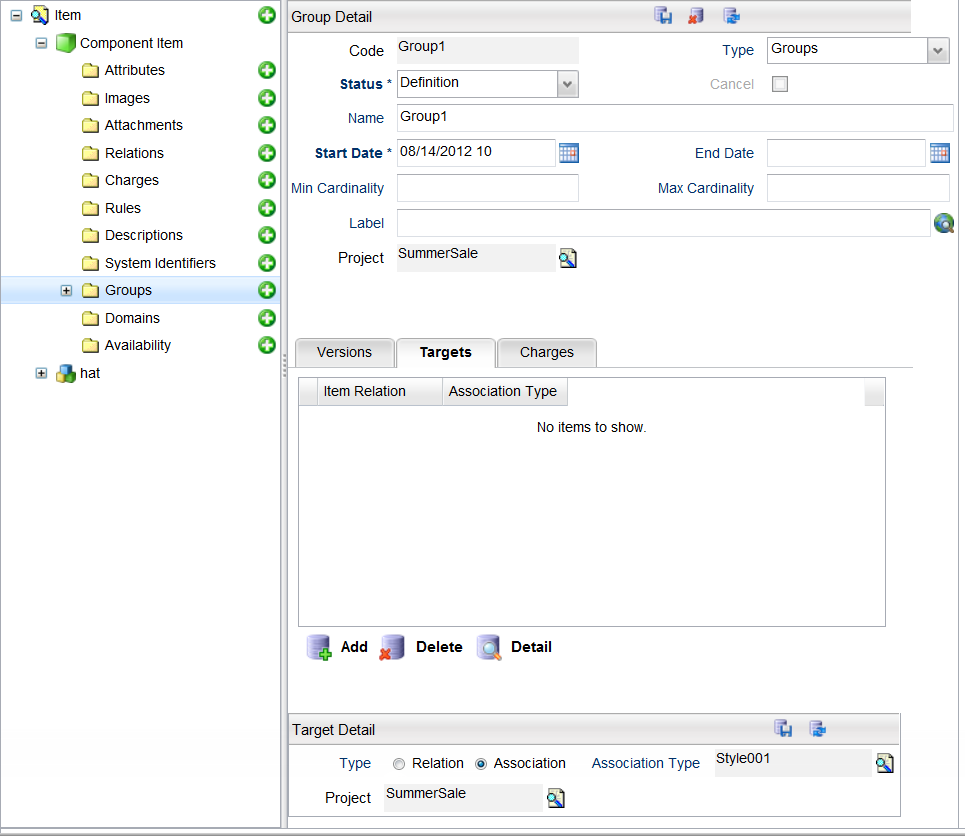 Item
Component Item
Attributes
Images
Attachments
Relations
Charges
Rules
Descriptions
System Identifiers
Groups
Domains
Availability
hat
Group Detail
Code Group1 Type Groups
Status * Definition Cancel
Name Group1
Start Date * 08/14/2012 10 End Date
Min Cardinality Max Cardinality
Label
Project SummerSale
Versions Targets Charges
Item Relation Association Type
No items to show.
Add Delete Detail
Target Detail
Type Relation Association Association Type Style001
Project SummerSale